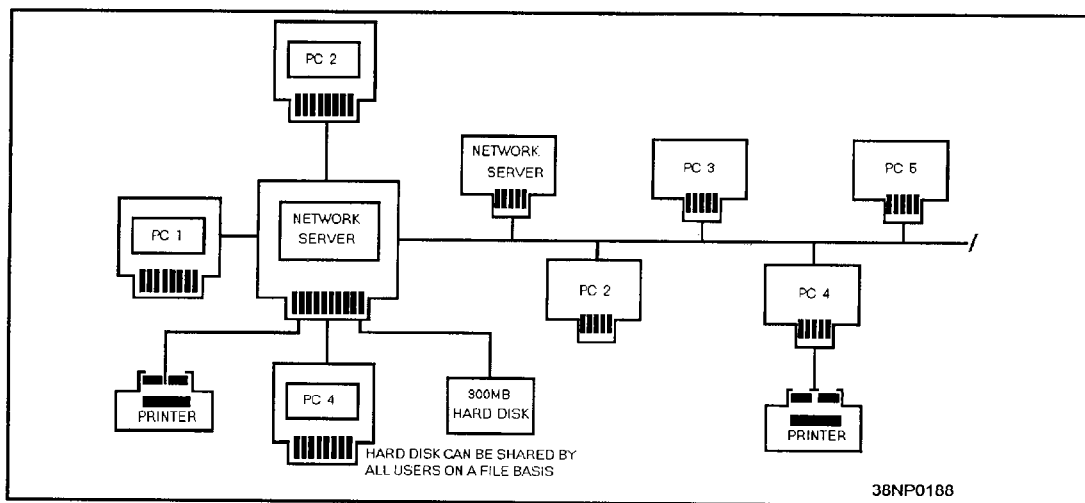 PC 2
NETWORK
SERVER
PC 3
PC 5
PC 1
NETWORK
SERVER
PC 2
PC 4
PRINTER
PC 4
300MB
HARD DISK
PRINTER
HARD DISK CAN BE SHARED BY
ALL USERS ON A FILE BASIS
38NP0188